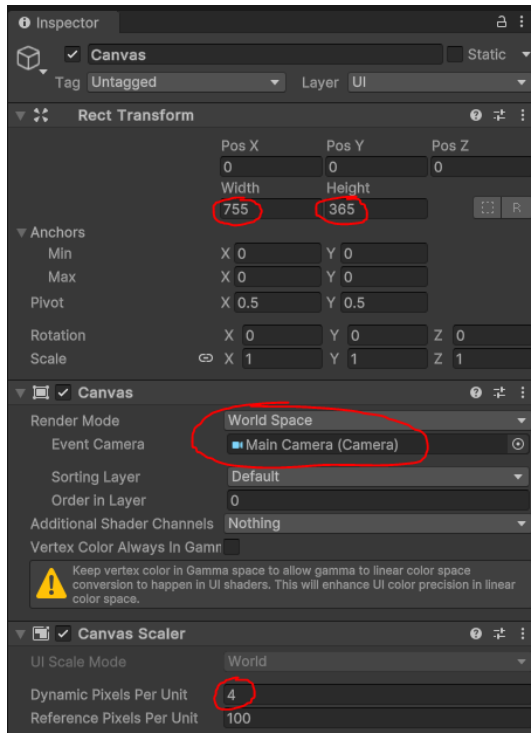 Inspector
Canvas Static
Tag Untagged Layer UI
Rect Transform
Pos X Pos Y Pos Z
0 0 0
Width Height
755 365 R
Anchors
Min X 0 Y 0
Max X 0 Y 0
Pivot X 0.5 Y 0.5
Rotation X 0 Y 0 Z 0
Scale X 1 Y 1 Z 1
Canvas
Render Mode World Space
Event Camera Main Camera (Camera)
Sorting Layer Default
Order in Layer 0
Additional Shader Channels Nothing
Vertex Color Always In Gamr
Keep vertex color in Gamma space to allow gamma to linear color space
conversion to happen in UI shaders. This will enhance UI color precision in linear
color space.
Canvas Scaler
UI Scale Mode World
Dynamic Pixels Per Unit 4
Reference Pixels Per Unit 100